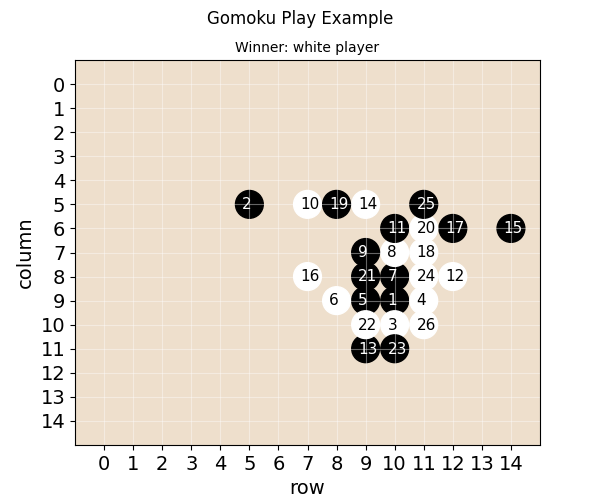 Gomoku Play Example
Winner: white player
0
1
2
3
4
5 2 10 19 14 25
6 11 20 17 15
7 9 8 18
8 16 21 7 24 12
9 6 5 1 4
10 22 3 26
11 13 23
12
13
14
column
0 1 2 3 4 5 6 7 8 9 10 11 12 13 14
row